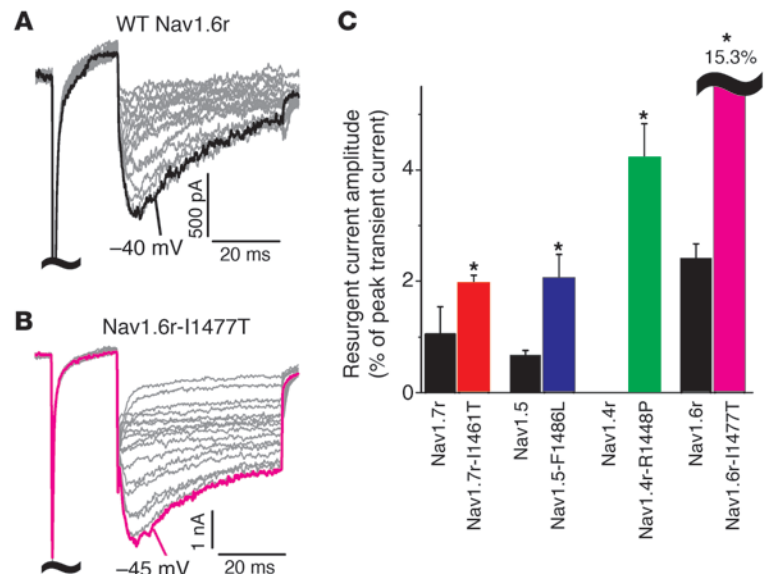 A
WT Nav1.6r
–40 mV
500 pA
20 ms
B
Nav1.6r-I1477T
–45 mV
1 nA
20 ms
C
*
15.3%
Resurgent current amplitude
(% of peak transient current)
4
2
0
*
*
*
Nav1.7r
Nav1.7r-I1461T
Nav1.5
Nav1.5-F1486L
Nav1.4r
Nav1.4r-R1448P
Nav1.6r
Nav1.6r-I1477T